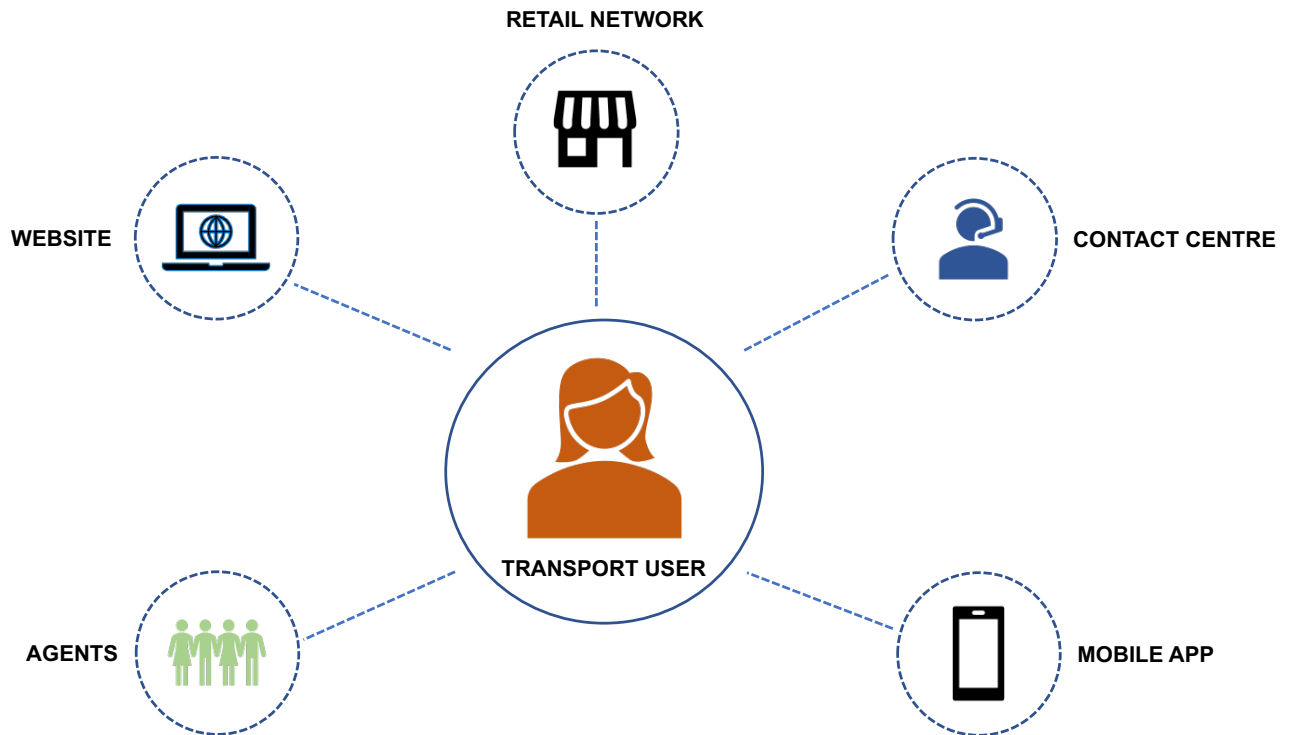 RETAIL NETWORK
WEBSITE
CONTACT CENTRE
TRANSPORT USER
AGENTS
MOBILE APP